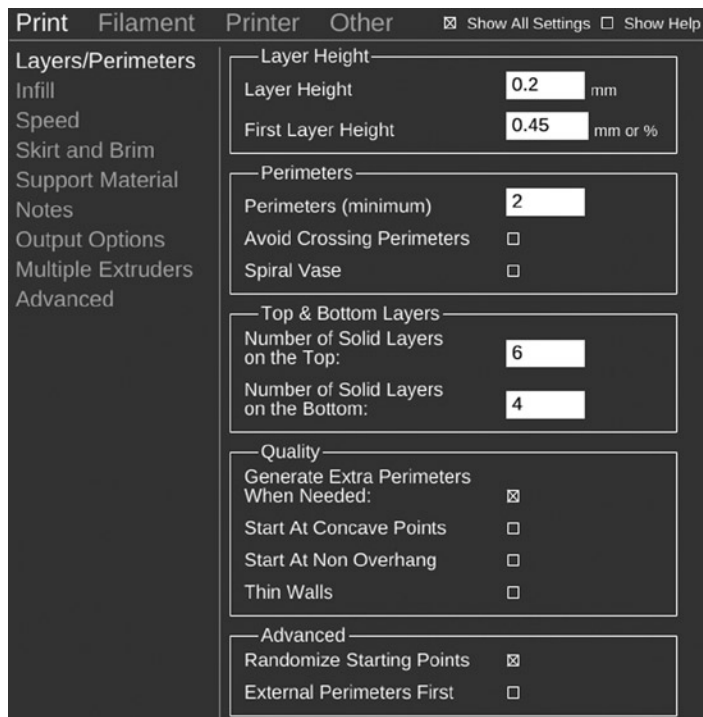 Print Filament Printer Other Show All Settings Show Help
Layers/Perimeters
Infill
Speed
Skirt and Brim
Support Material
Notes
Output Options
Multiple Extruders
Advanced
Layer Height
Layer Height 0.2 mm
First Layer Height 0.45 mm or %
Perimeters
Perimeters (minimum) 2
Avoid Crossing Perimeters
Spiral Vase
Top & Bottom Layers
Number of Solid Layers
on the Top: 6
Number of Solid Layers
on the Bottom: 4
Quality
Generate Extra Perimeters
When Needed:
Start At Concave Points
Start At Non Overhang
Thin Walls
Advanced
Randomize Starting Points
External Perimeters First